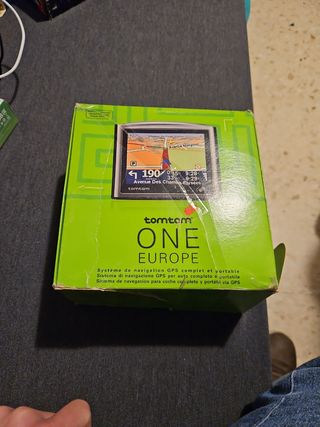 190
Avenue Des Champs Elysées
tomtom
tomtom
ONE
EUROPE
Système de navigation GPS complet et portable
Sistema di navigazione GPS per auto completo e portatile
Sistema de navegación para coche completo y portátil vía GPS